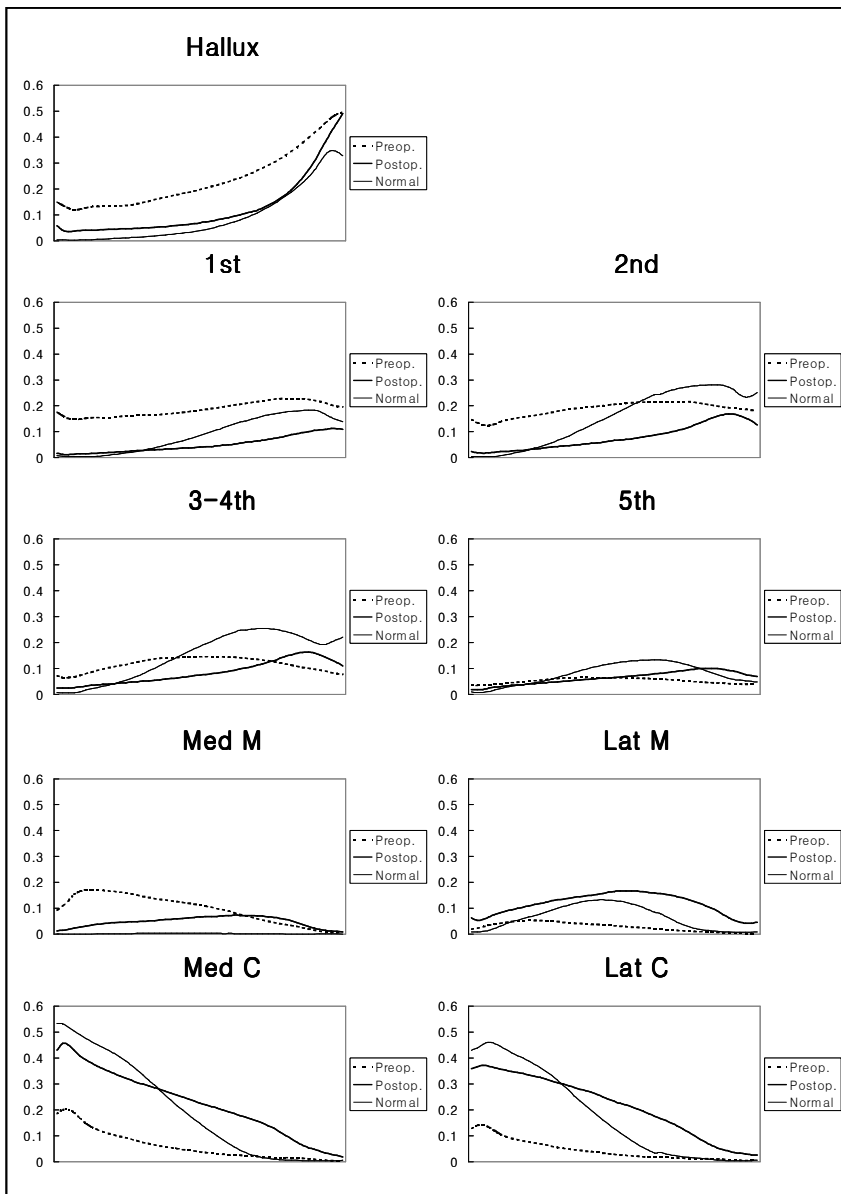 Hallux
0.6
0.5
0.4
0.3
0.2
0.1
0
Preop.
Postop.
Normal
1st
0.6
0.5
0.4
0.3
0.2
0.1
0
Preop.
Postop.
Normal
2nd
0.6
0.5
0.4
0.3
0.2
0.1
0
Preop.
Postop.
Normal
3-4th
0.6
0.5
0.4
0.3
0.2
0.1
0
Preop.
Postop.
Normal
5th
0.6
0.5
0.4
0.3
0.2
0.1
0
Preop.
Postop.
Normal
Med M
0.6
0.5
0.4
0.3
0.2
0.1
0
Preop.
Postop.
Normal
Lat M
0.6
0.5
0.4
0.3
0.2
0.1
0
Preop.
Postop.
Normal
Med C
0.6
0.5
0.4
0.3
0.2
0.1
0
Preop.
Postop.
Normal
Lat C
0.6
0.5
0.4
0.3
0.2
0.1
0
Preop.
Postop.
Normal